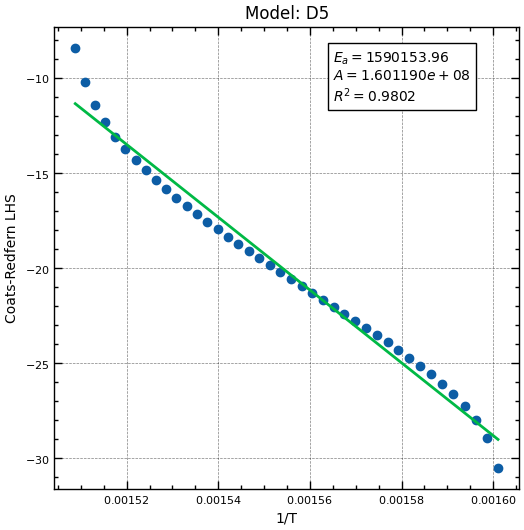 Model: D5
E_a = 1590153.96
A = 1.601190e + 08
R² = 0.9802
Coats-Redfern LHS
−10
−15
−20
−25
−30
0.00152 0.00154 0.00156 0.00158 0.00160
1/T